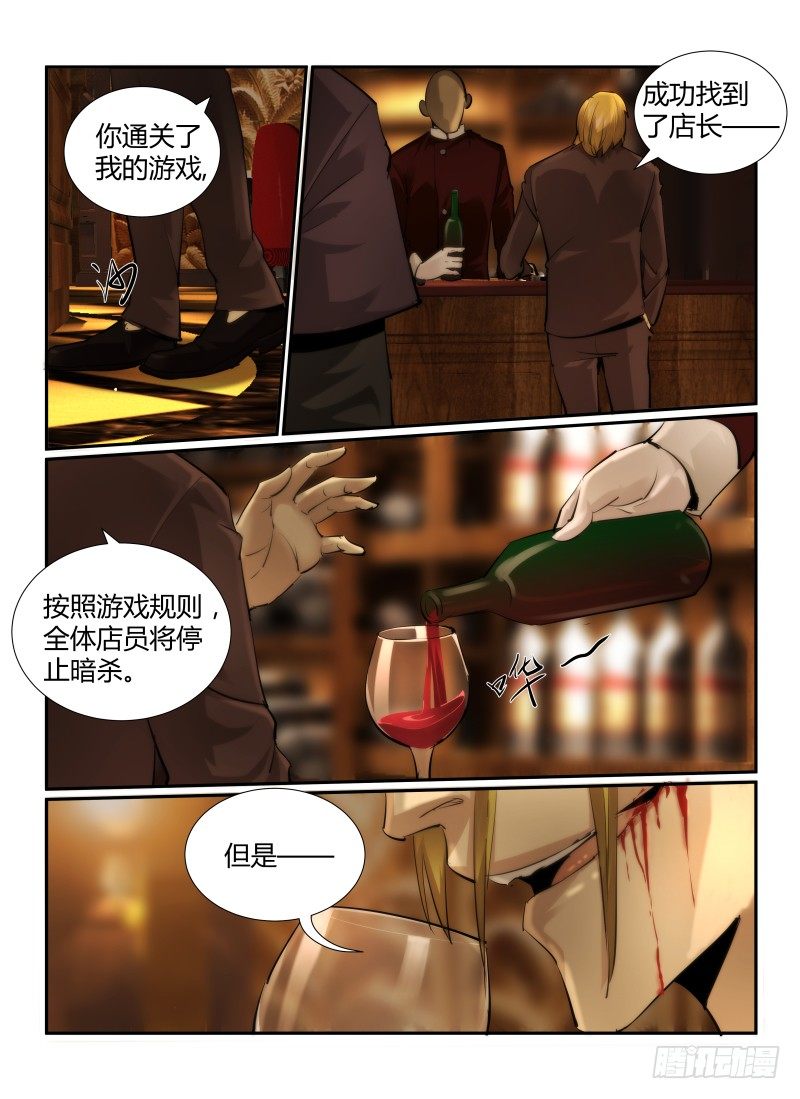 你通关了
我的游戏,
成功找到
了店长——
按照游戏规则，
全体店员将停
止暗杀。
哗
但是——
腾讯动漫